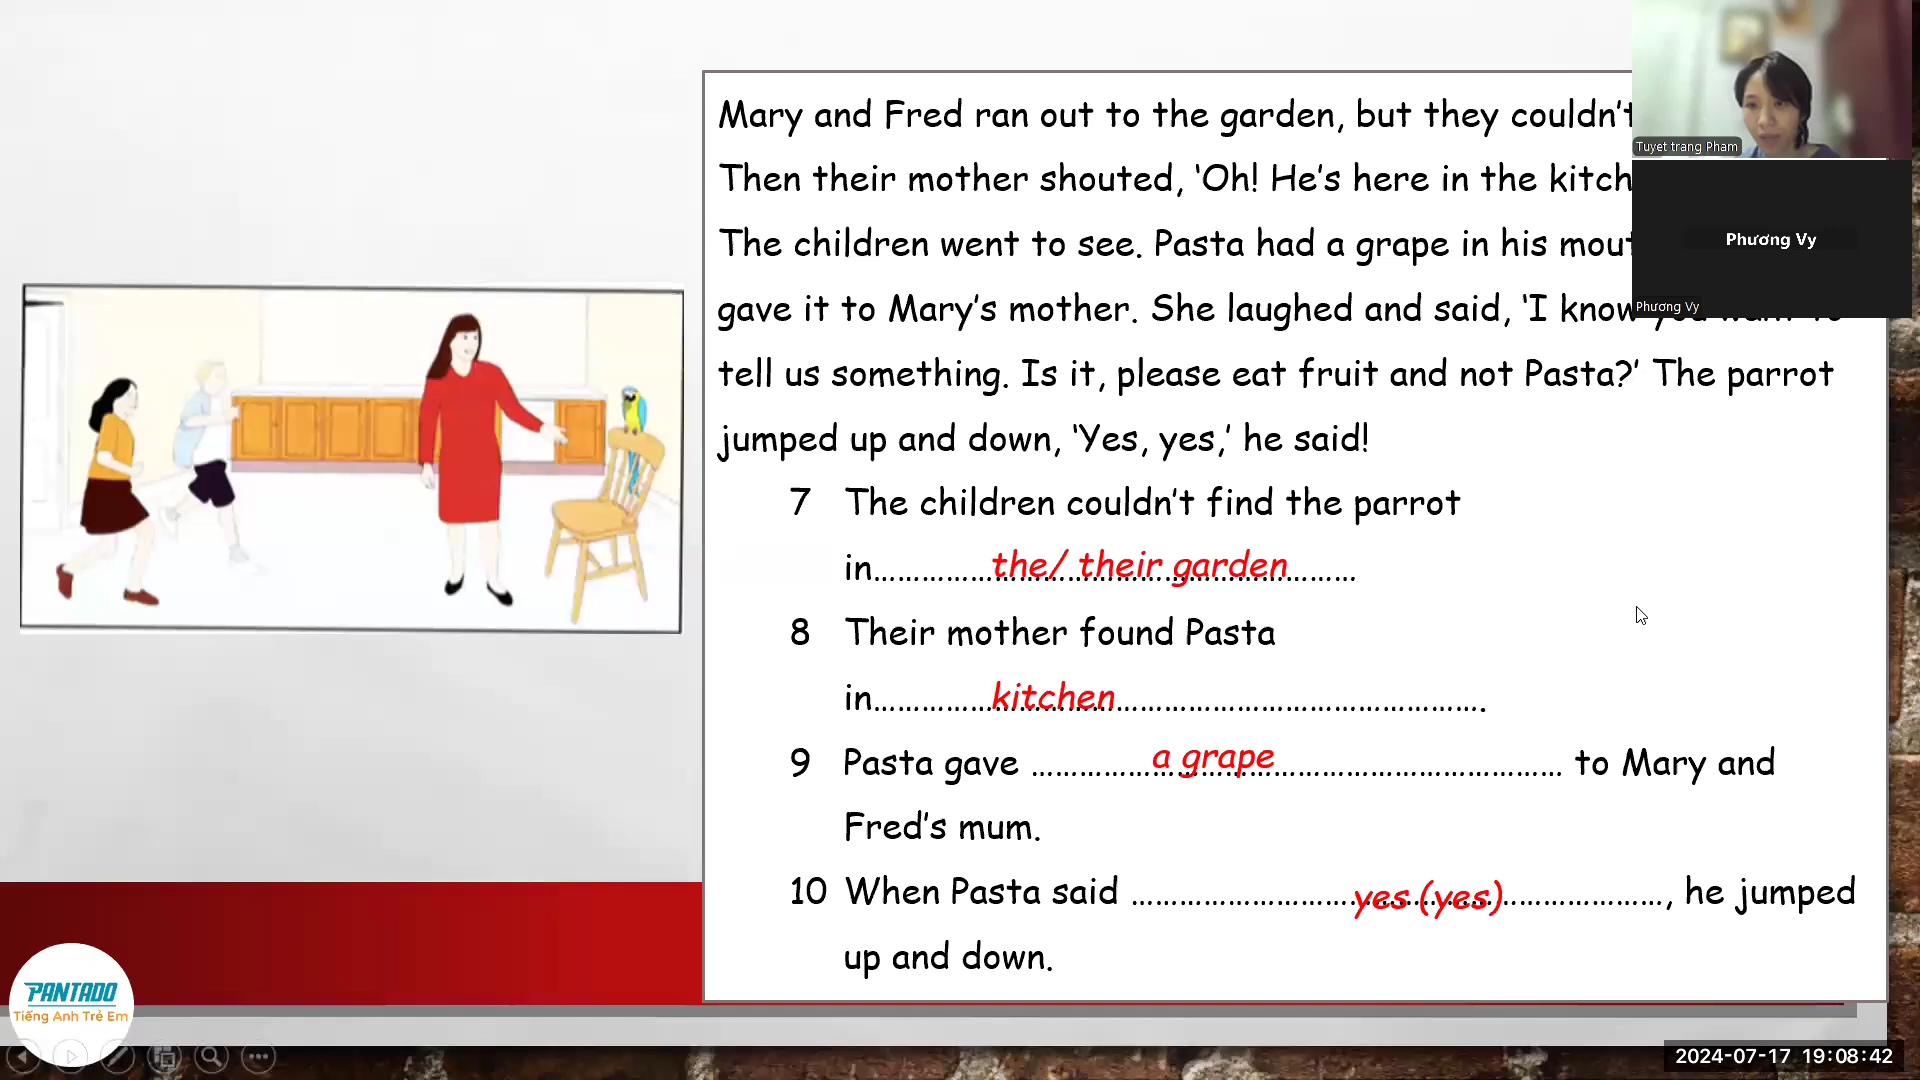 Mary and Fred ran out to the garden, but they couldn't
Then their mother shouted, 'Oh! He's here in the
The children went to see. Pasta had a grape in his
gave it to Mary's mother. She laughed and said, 'I know
tell us something. Is it, please eat fruit and not Pasta?' The parrot
jumped up and down, 'Yes, yes,' he said!
7 The children couldn't find the parrot
in………… the/ their garden …………
8 Their mother found Pasta
in………… kitchen …………………….
9 Pasta gave ………… a grape ………… to Mary and
Fred's mum.
10 When Pasta said ………… yes (yes) …………, he jumped
up and down.
Tuyet trang Pham
Phương Vy
Phương Vy
PANTADO
Tiếng Anh Trẻ Em
2024-07-17 19:08:42